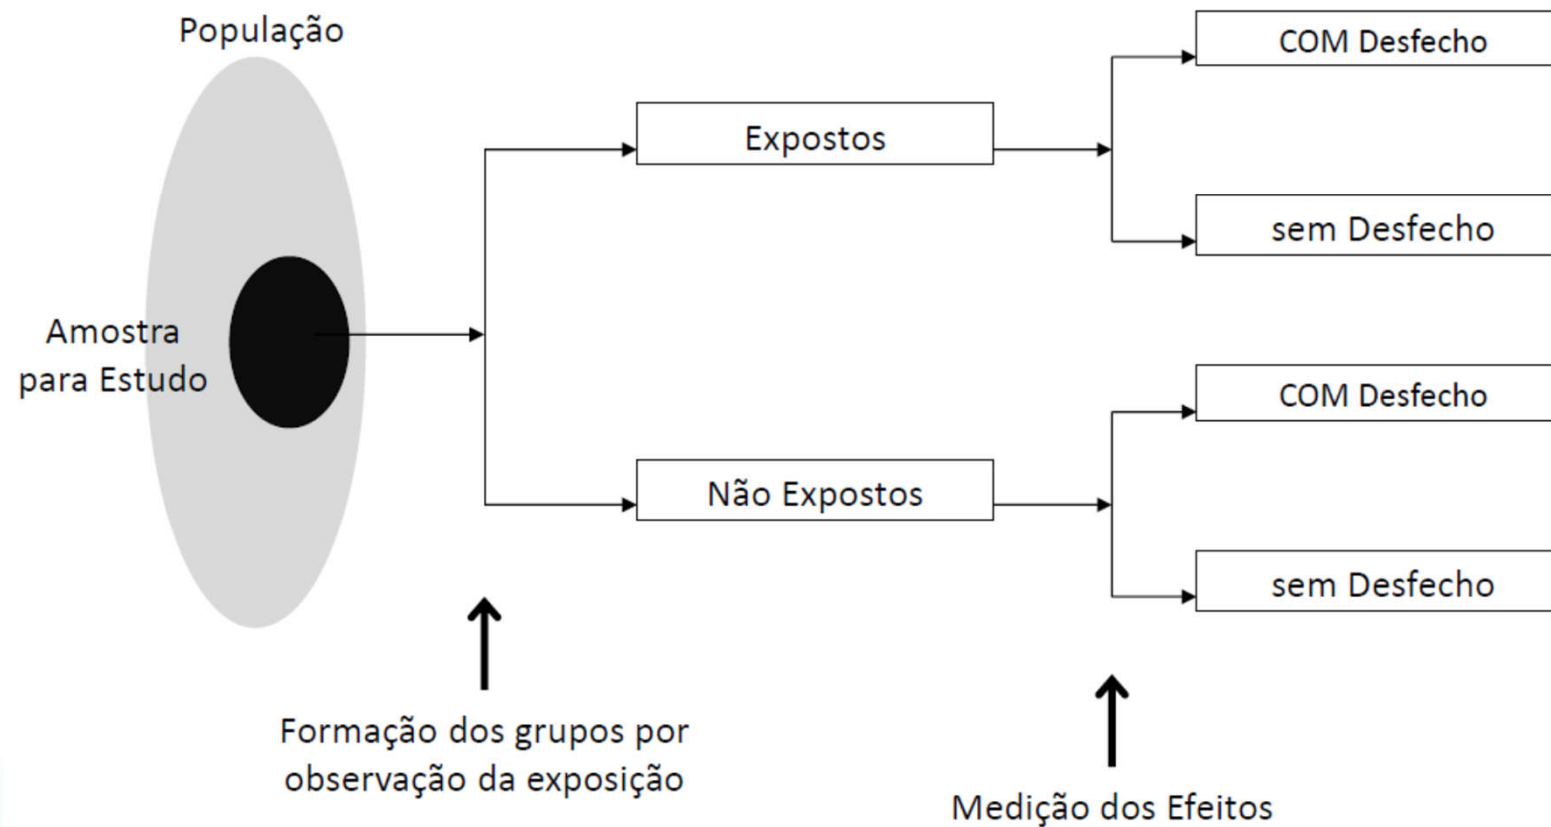 População
Amostra
para Estudo
Expostos
COM Desfecho
sem Desfecho
Não Expostos
COM Desfecho
sem Desfecho
Formação dos grupos por
observação da exposição
Medição dos Efeitos